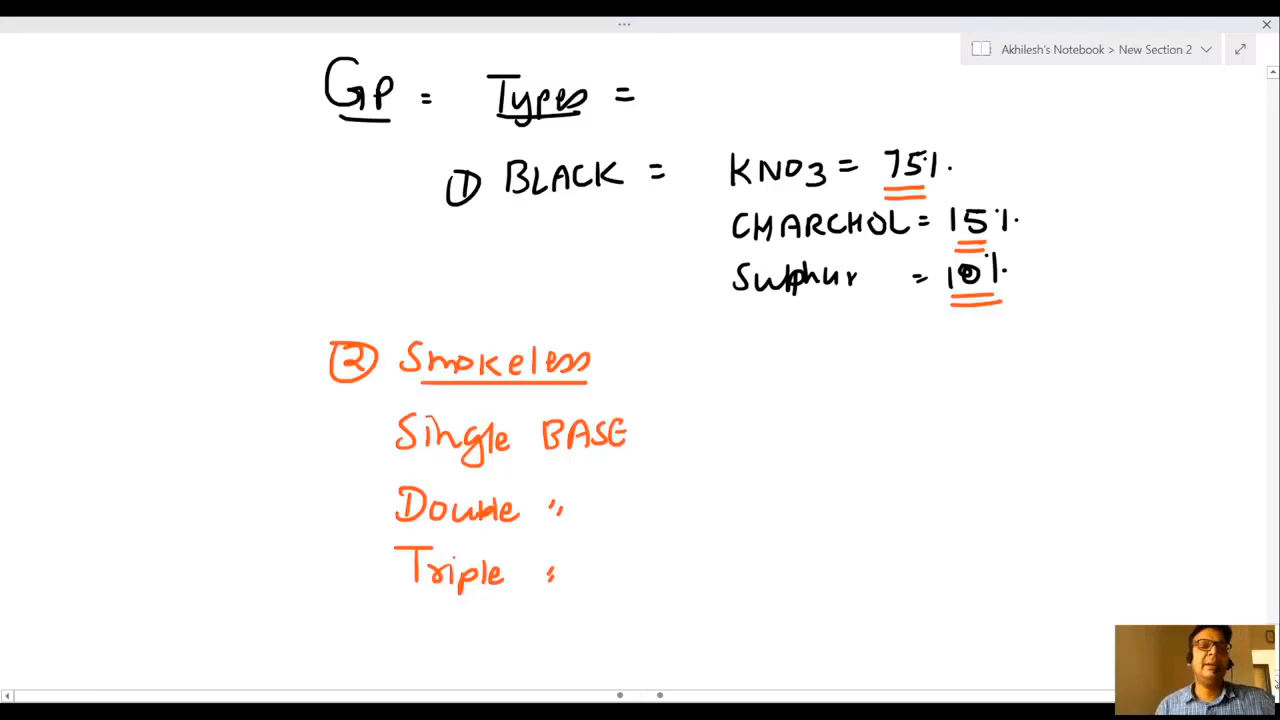 Akhilesh's Notebook > New Section 2
GP = Types =
① BLACK = KNO3 = 75%.
CHARCHOL = 15%.
Sulphur = 10%.
② Smokeless
Single BASE
Double "
Triple "